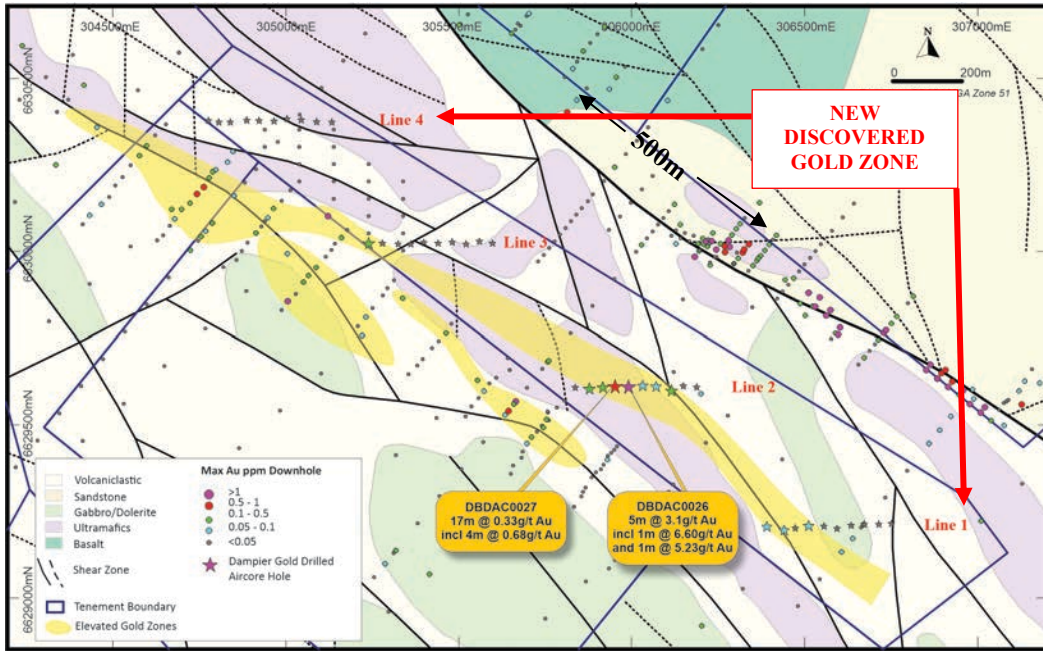 304500mE
305000mE
305500mE
306000mE
306500mE
307000mE
N
0 200m
GA Zone 51
6630500mN
6630000mN
6629500mN
6629000mN
Line 4
500m
NEW
DISCOVERED
GOLD ZONE
Line 3
Line 2
Line 1
DBDAC0027
17m @ 0.33g/t Au
incl 4m @ 0.68g/t Au
DBDAC0026
5m @ 3.1g/t Au
incl 1m @ 6.60g/t Au
and 1m @ 5.23g/t Au
Volcaniclastic
Sandstone
Gabbro/Dolerite
Ultramafics
Basalt
Shear Zone
Tenement Boundary
Elevated Gold Zones
Max Au ppm Downhole
>1
0.5 - 1
0.1 - 0.5
0.05 - 0.1
<0.05
Dampier Gold Drilled
Aircore Hole